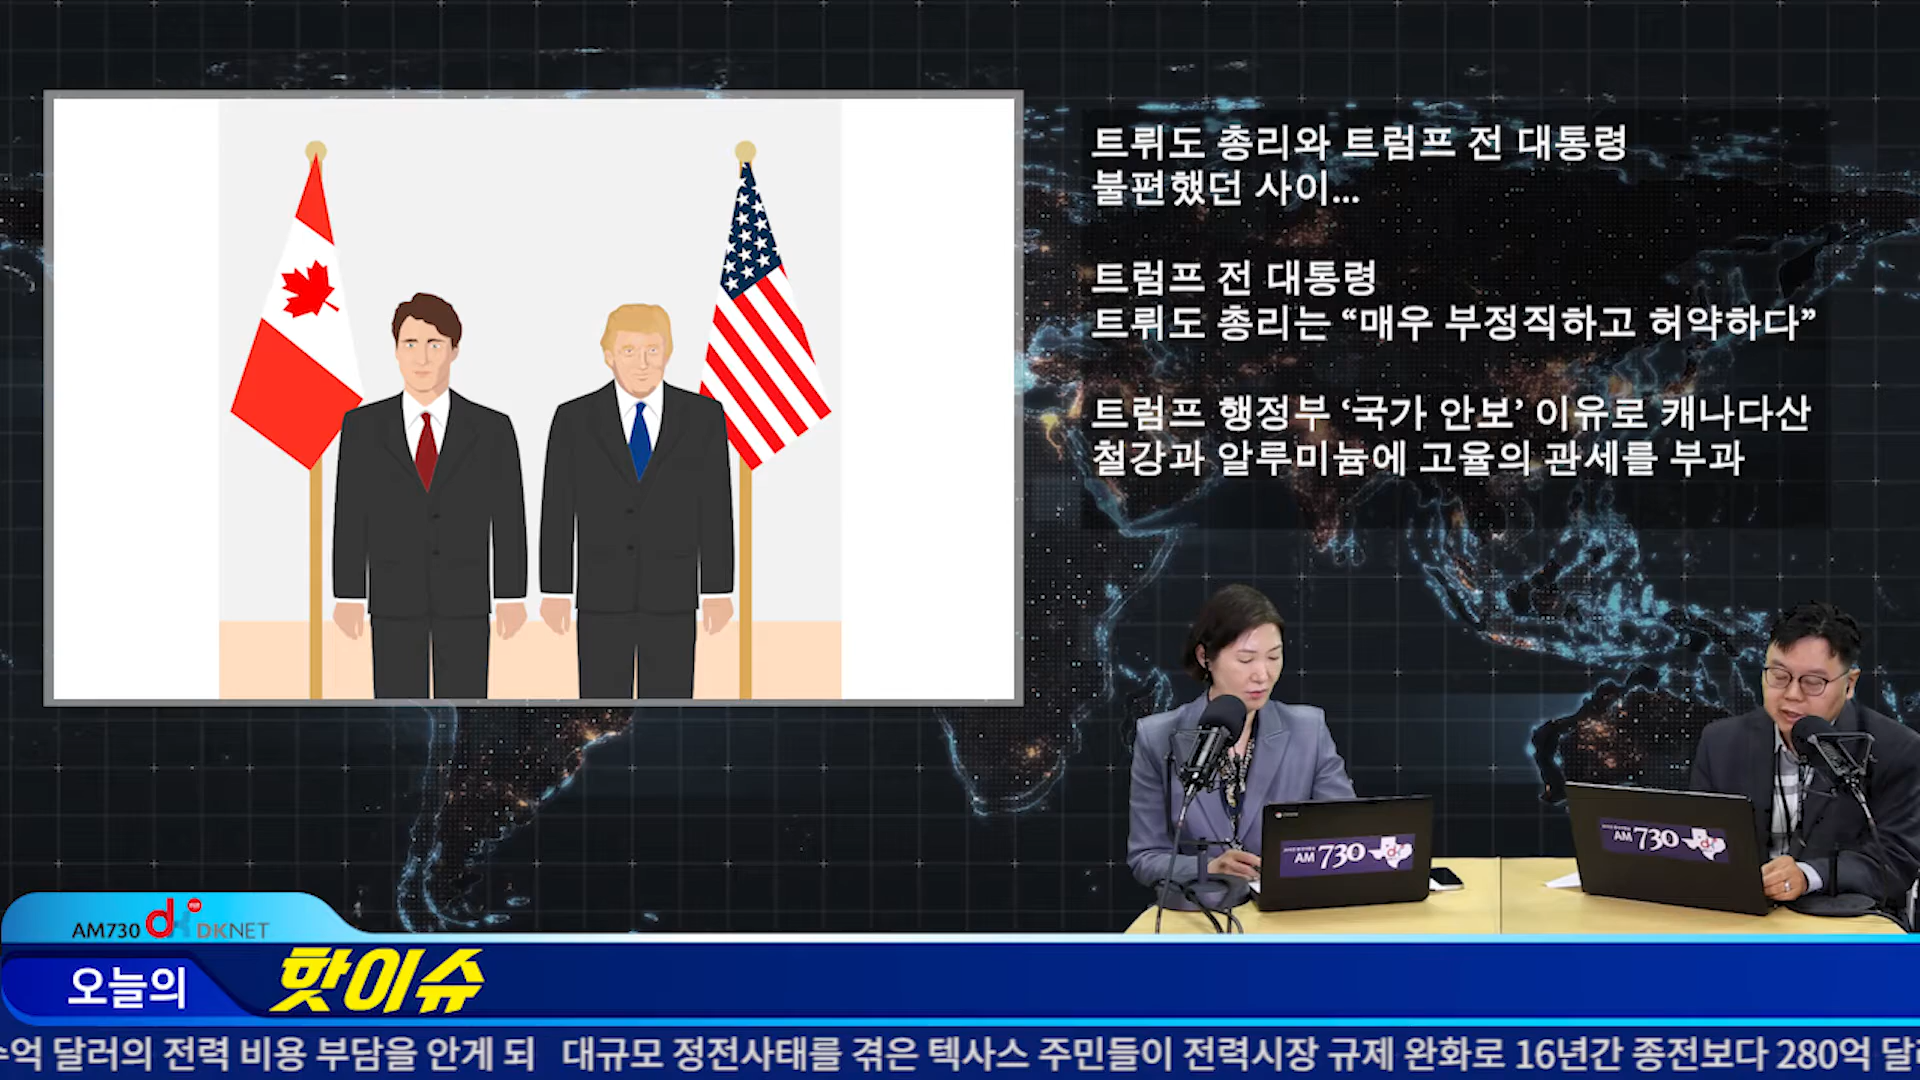 트뤼도 총리와 트럼프 전 대통령
불편했던 사이...
트럼프 전 대통령
트뤼도 총리는 “매우 부정직하고 허약하다”
트럼프 행정부 ‘국가 안보’ 이유로 캐나다산
철강과 알루미늄에 고율의 관세를 부과
AM 730
AM 730
AM730 dk DKNET
오늘의 핫이슈
억 달러의 전력 비용 부담을 안게 되 대규모 정전사태를 겪은 텍사스 주민들이 전력시장 규제 완화로 16년간 종전보다 280억